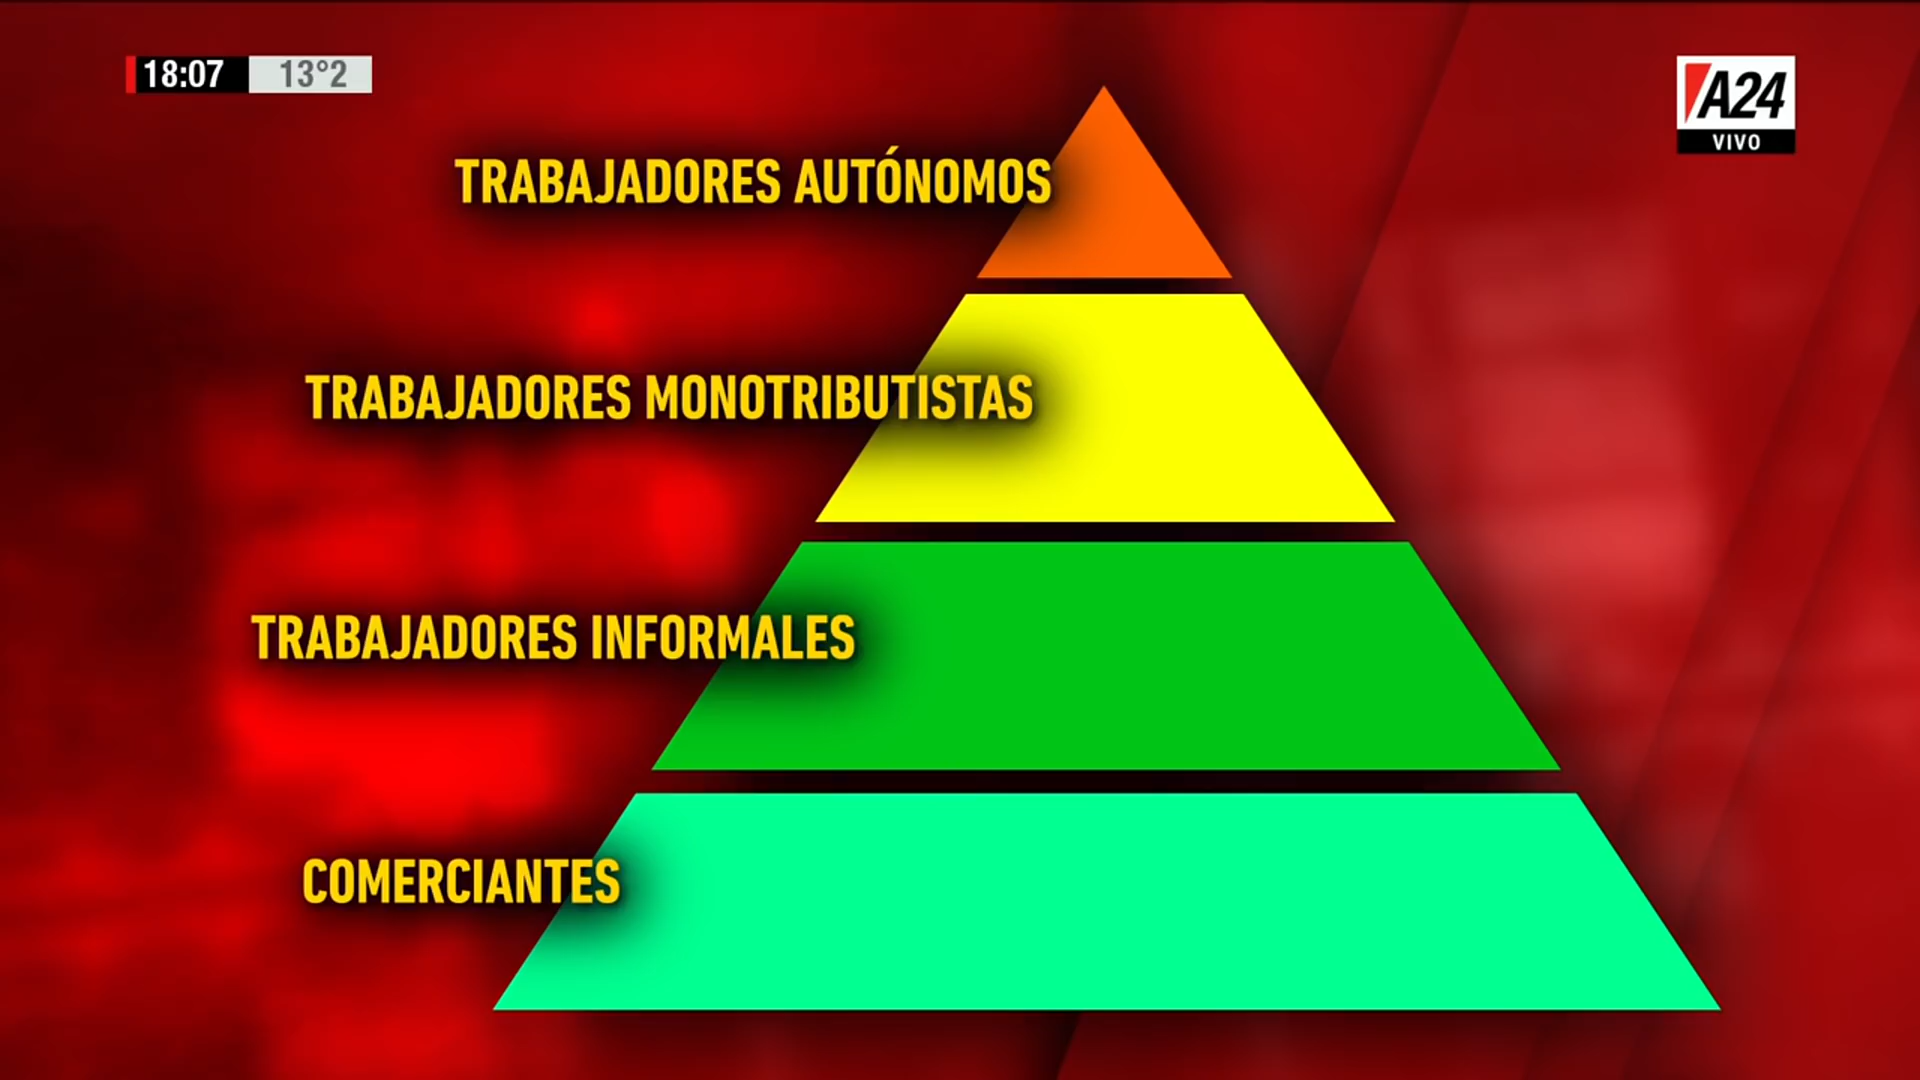 18:07 13°2
A24
VIVO
TRABAJADORES AUTÓNOMOS
TRABAJADORES MONOTRIBUTISTAS
TRABAJADORES INFORMALES
COMERCIANTES